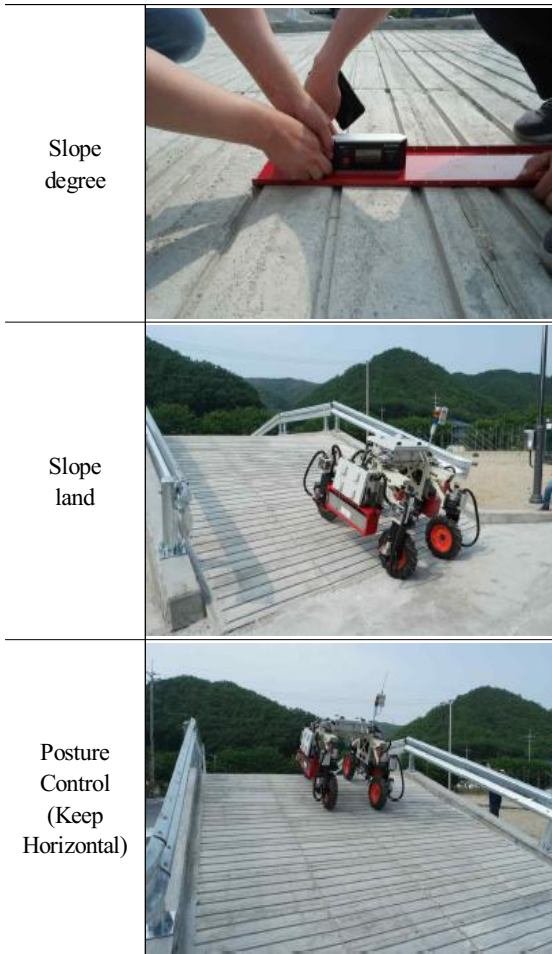 Slope
degree
Slope
land
Posture
Control
(Keep
Horizontal)